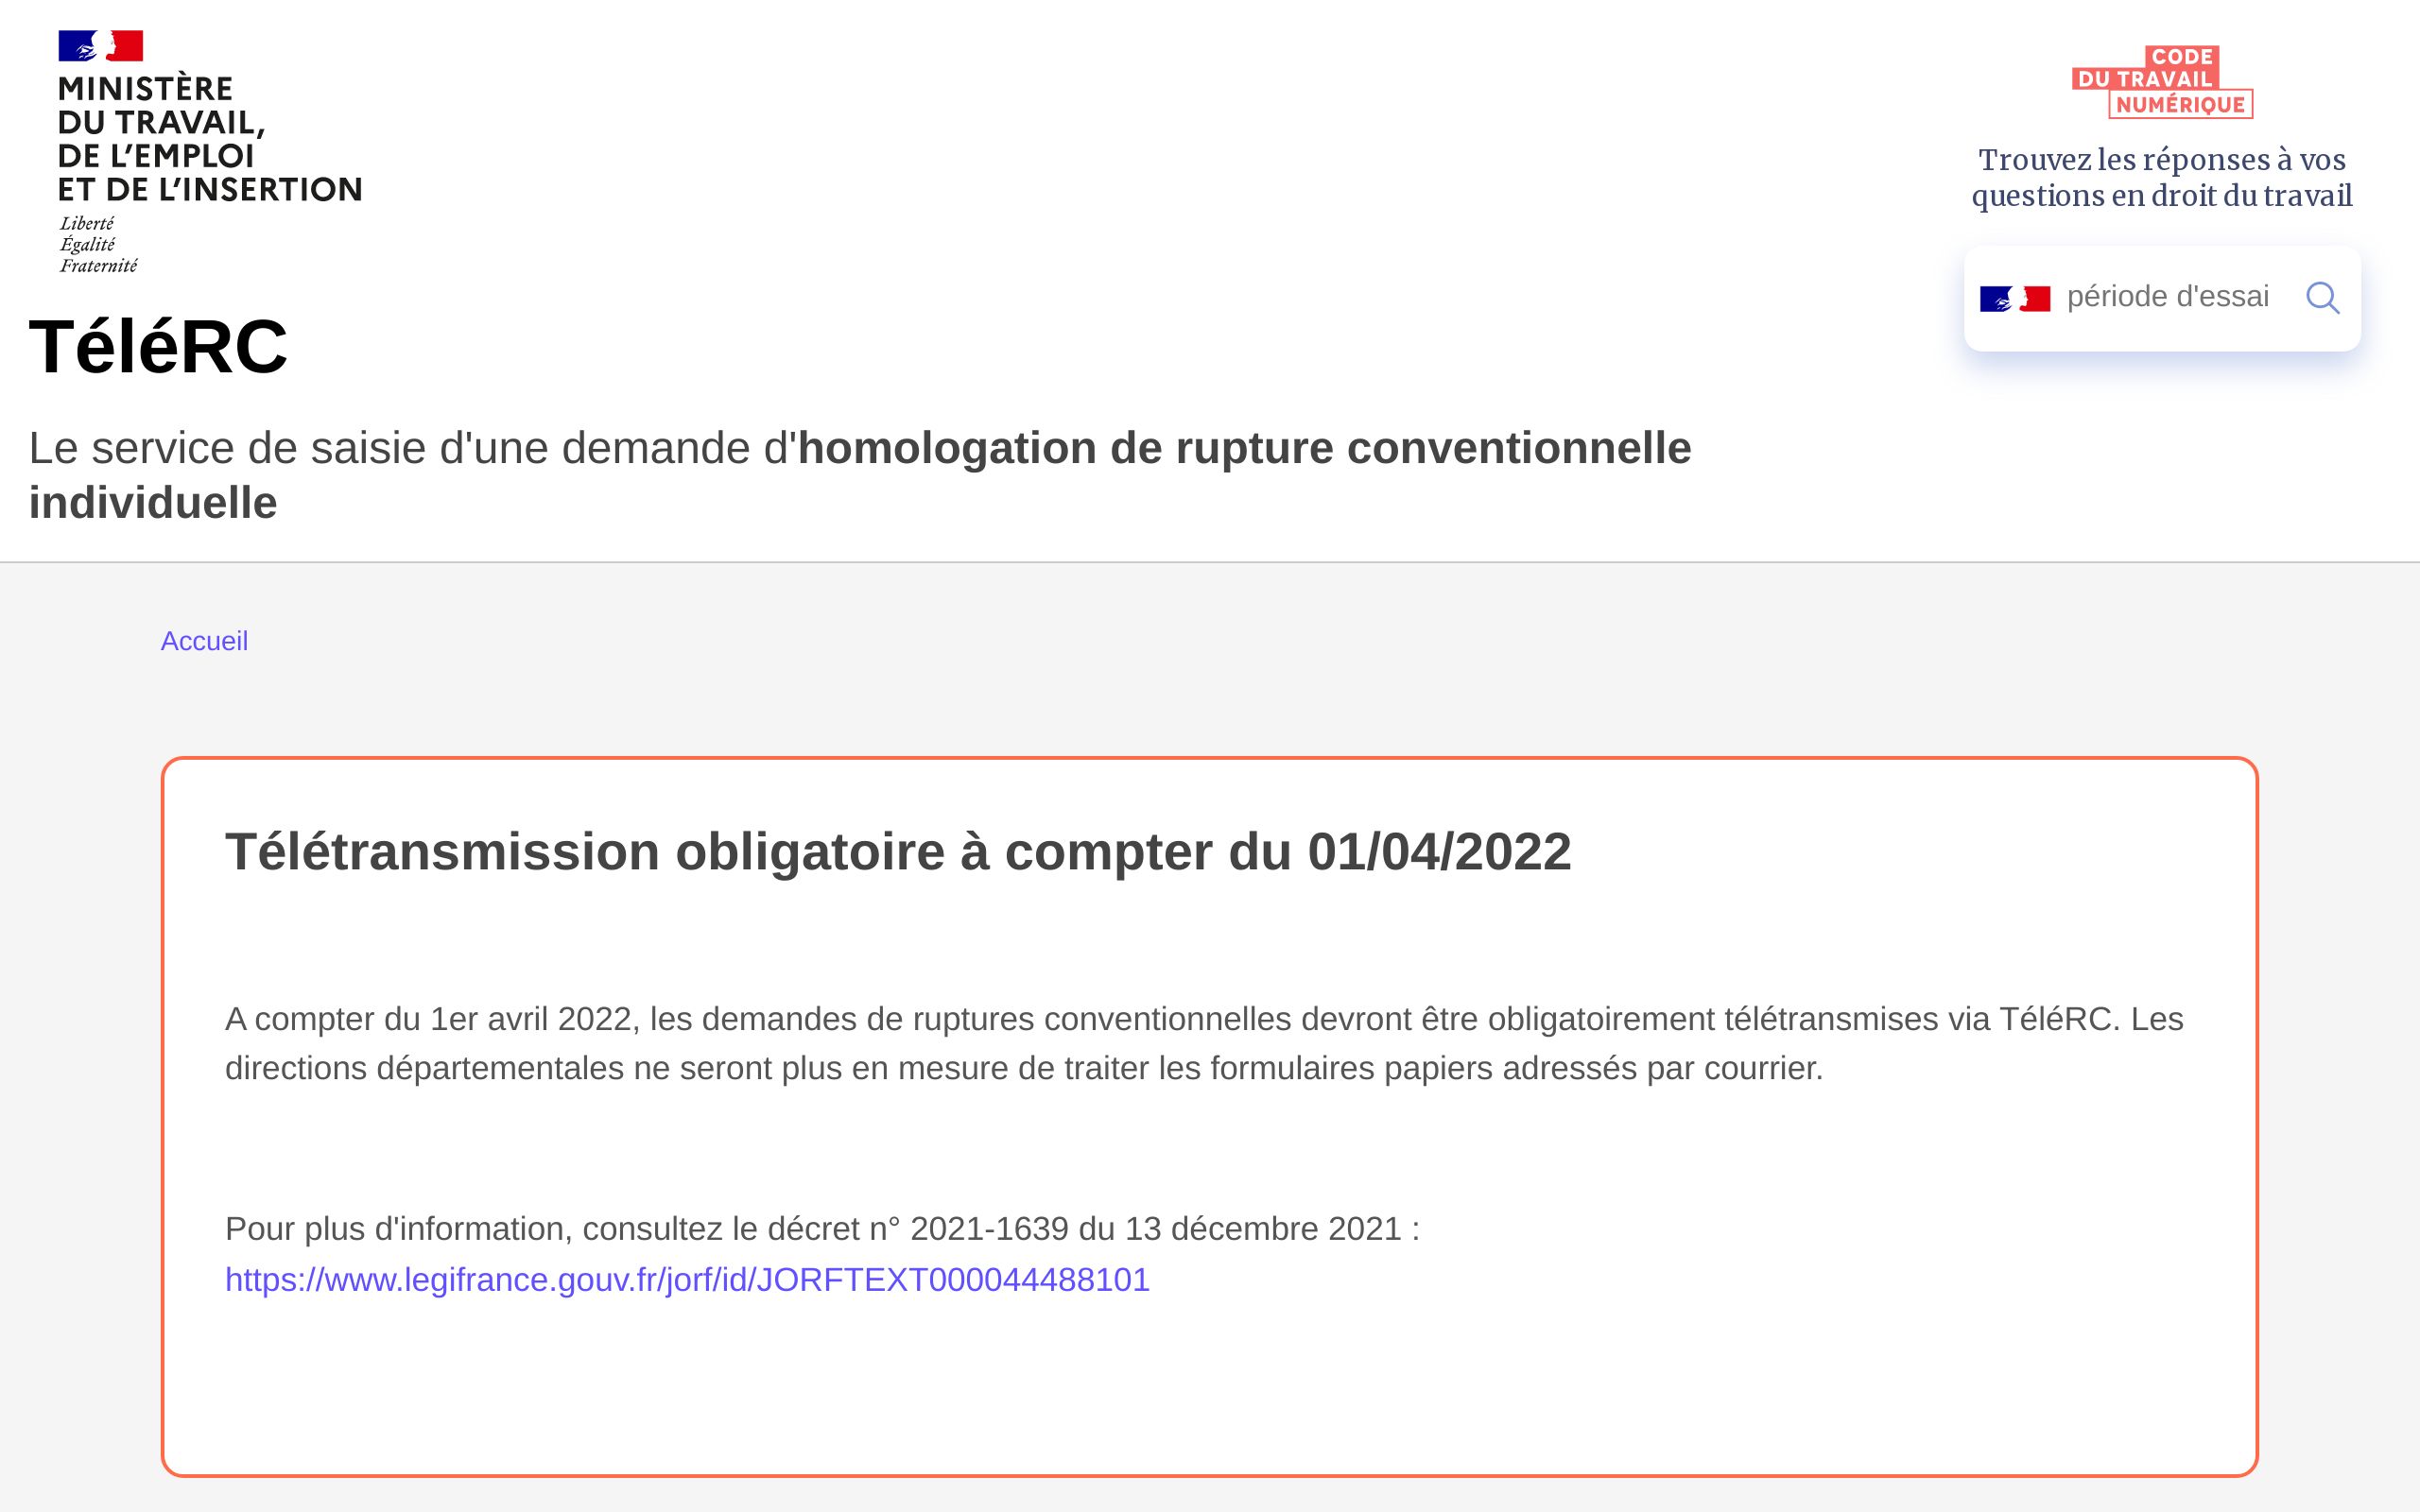 MINISTÈRE
DU TRAVAIL,
DE L'EMPLOI
ET DE L'INSERTION
Liberté
Égalité
Fraternité
TéléRC
Le service de saisie d'une demande d'homologation de rupture conventionnelle
individuelle
CODE
DU TRAVAIL
NUMÉRIQUE
Trouvez les réponses à vos
questions en droit du travail
période d'essai
Accueil
Télétransmission obligatoire à compter du 01/04/2022
A compter du 1er avril 2022, les demandes de ruptures conventionnelles devront être obligatoirement télétransmises via TéléRC. Les
directions départementales ne seront plus en mesure de traiter les formulaires papiers adressés par courrier.
Pour plus d'information, consultez le décret n° 2021-1639 du 13 décembre 2021 :
https://www.legifrance.gouv.fr/jorf/id/JORFTEXT000044488101